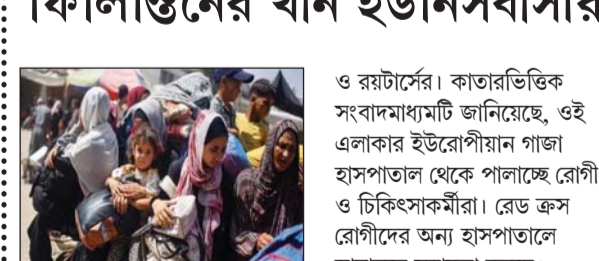 ফিলিস্তিনের খান ইউনিসবাসীর
ও রয়টার্সের। কাতারভিত্তিক
সংবাদমাধ্যমটি জানিয়েছে, ওই
এলাকার ইউরোপীয়ান গাজা
হাসপাতাল থেকে পালাচ্ছে রোগী
ও চিকিৎসাকর্মীরা। রেড ক্রস
রোগীদের অন্য হাসপাতালে